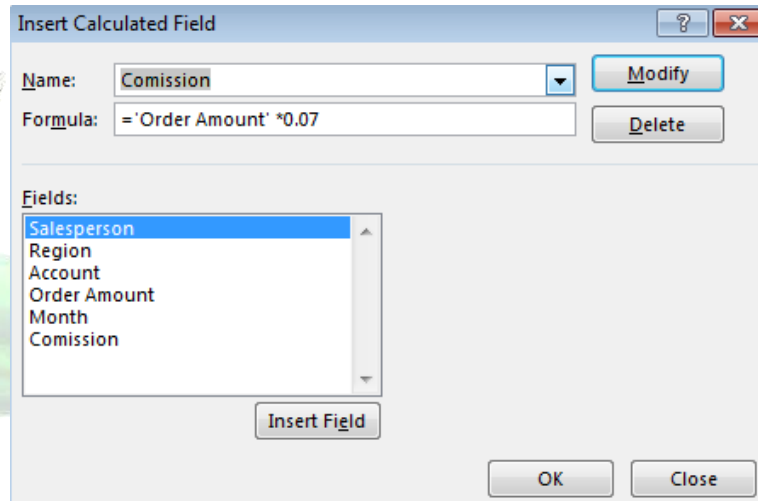 Insert Calculated Field
Name: Comission Modify
Formula: ='Order Amount' *0.07 Delete
Fields:
Salesperson
Region
Account
Order Amount
Month
Comission
Insert Field
OK Close